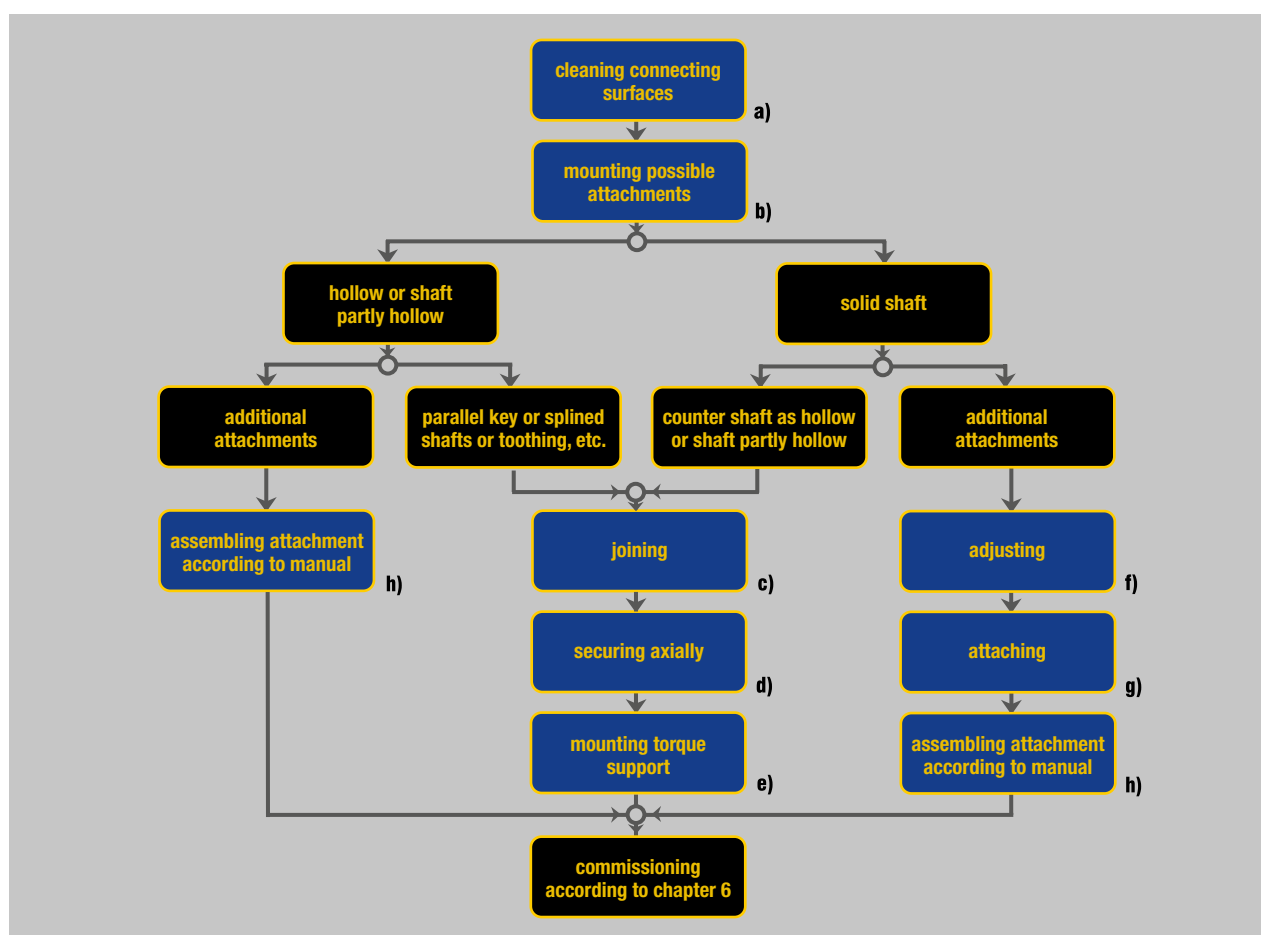 cleaning connecting
surfaces
a)
mounting possible
attachments
b)
hollow or shaft
partly hollow
solid shaft
additional
attachments
parallel key or splined
shafts or toothing, etc.
counter shaft as hollow
or shaft partly hollow
additional
attachments
assembling attachment
according to manual
h)
joining
c)
adjusting
f)
securing axially
d)
attaching
g)
mounting torque
support
e)
assembling attachment
according to manual
h)
commissioning
according to chapter 6